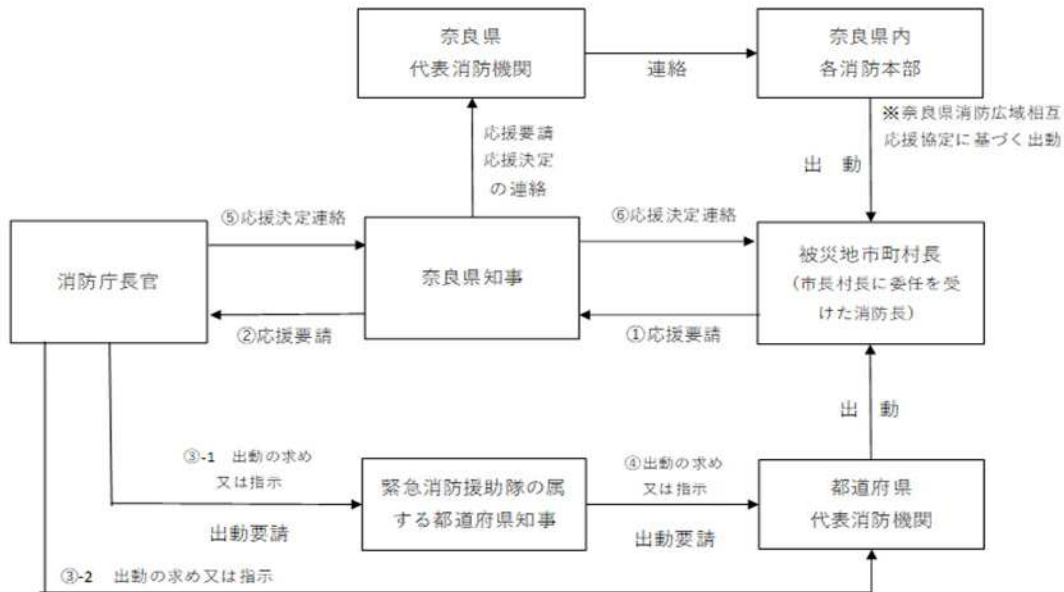 奈良県
代表消防機関
連絡
奈良県内
各消防本部
※奈良県消防広域相互
応援協定に基づく出動
応援要請
応援決定
の連絡
出　動
⑤応援決定連絡
⑥応援決定連絡
消防庁長官
奈良県知事
被災地市町村長
（市長村長に委任を受
けた消防長）
②応援要請
①応援要請
出　動
③-1　出動の求め
又は指示
④出動の求め
又は指示
緊急消防援助隊の属
する都道府県知事
都道府県
代表消防機関
出動要請
出動要請
③-2　出動の求め又は指示